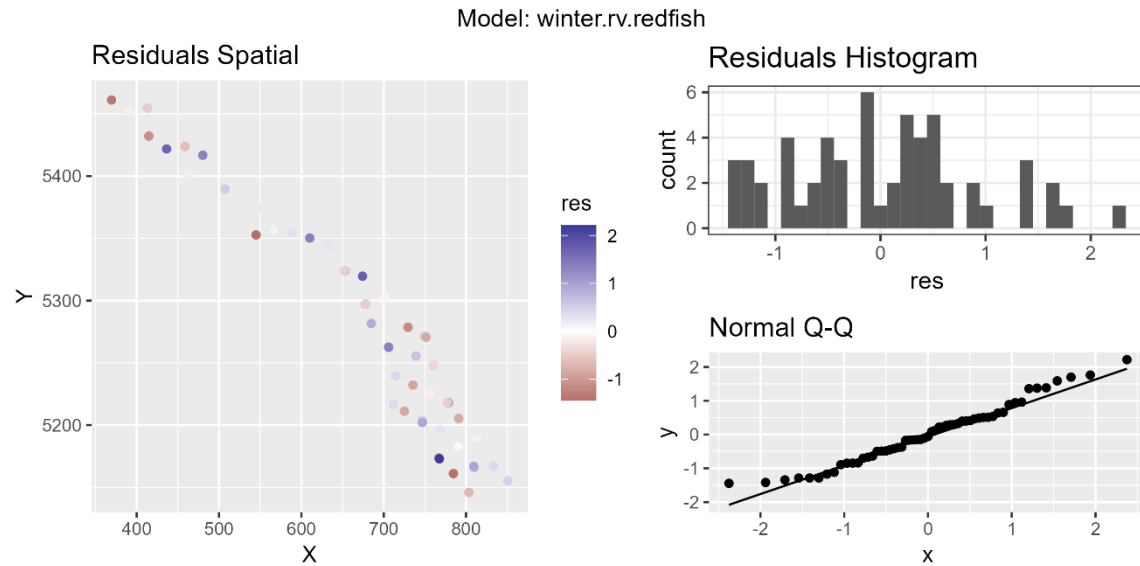 Model: winter.rv.redfish
Residuals Spatial
5400
5300
5200
Y
400 500 600 700 800
X
res
2
1
0
-1
Residuals Histogram
6
4
2
0
count
-1 0 1 2
res
Normal Q-Q
2
1
0
-1
-2
y
-2 -1 0 1 2
x